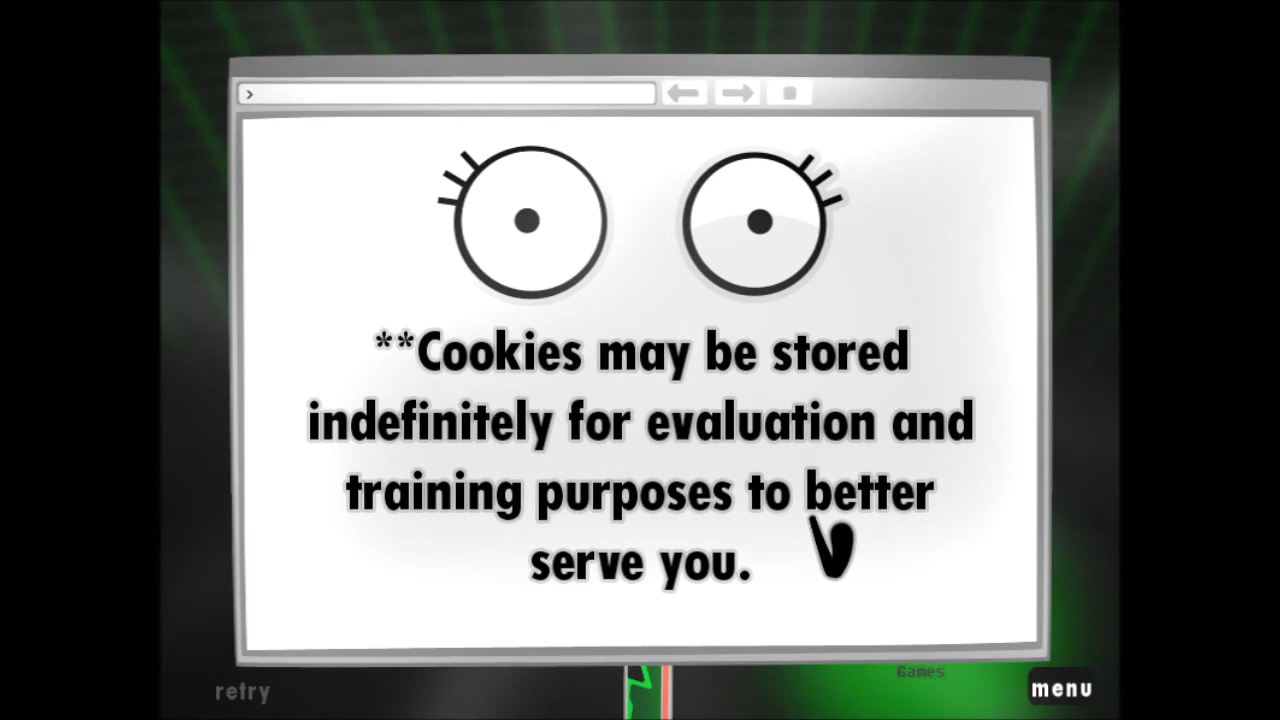 >
**Cookies may be stored
indefinitely for evaluation and
training purposes to better
serve you.
Games
retry
menu